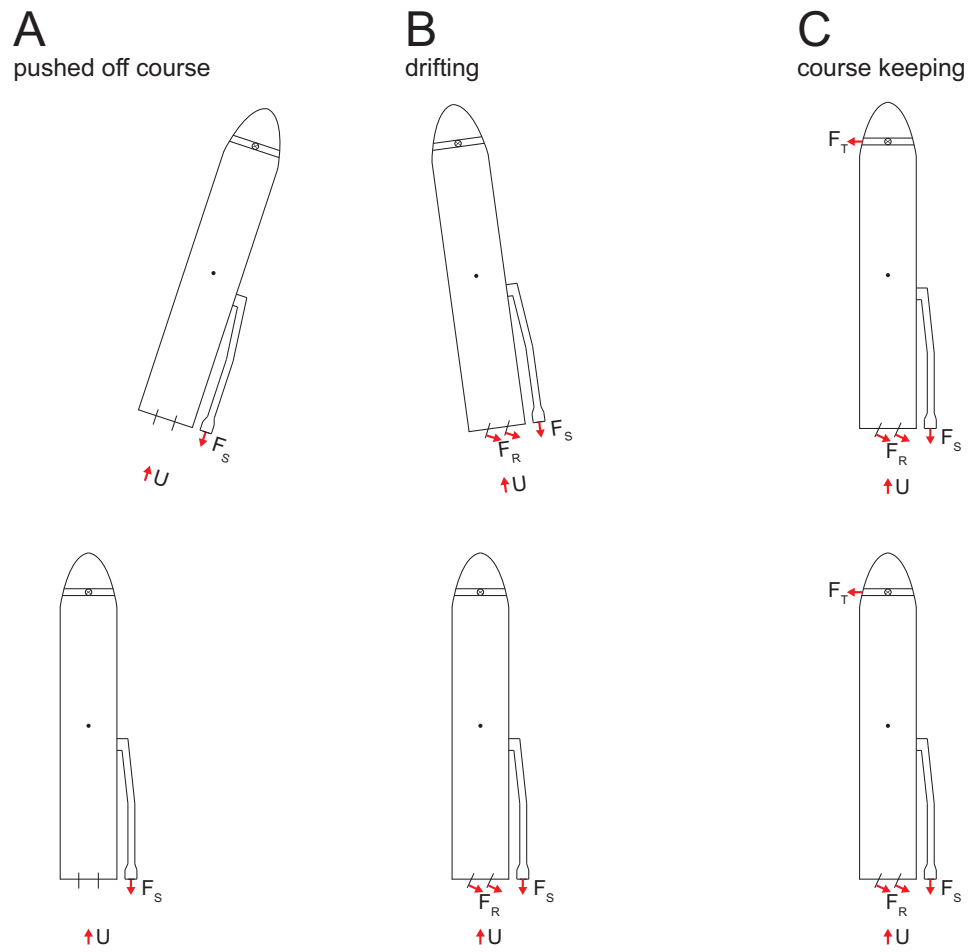 A
pushed off course
F_S
U
F_S
U
B
drifting
F_S
F_R
U
F_S
F_R
U
C
course keeping
F_T
F_S
F_R
U
F_T
F_S
F_R
U